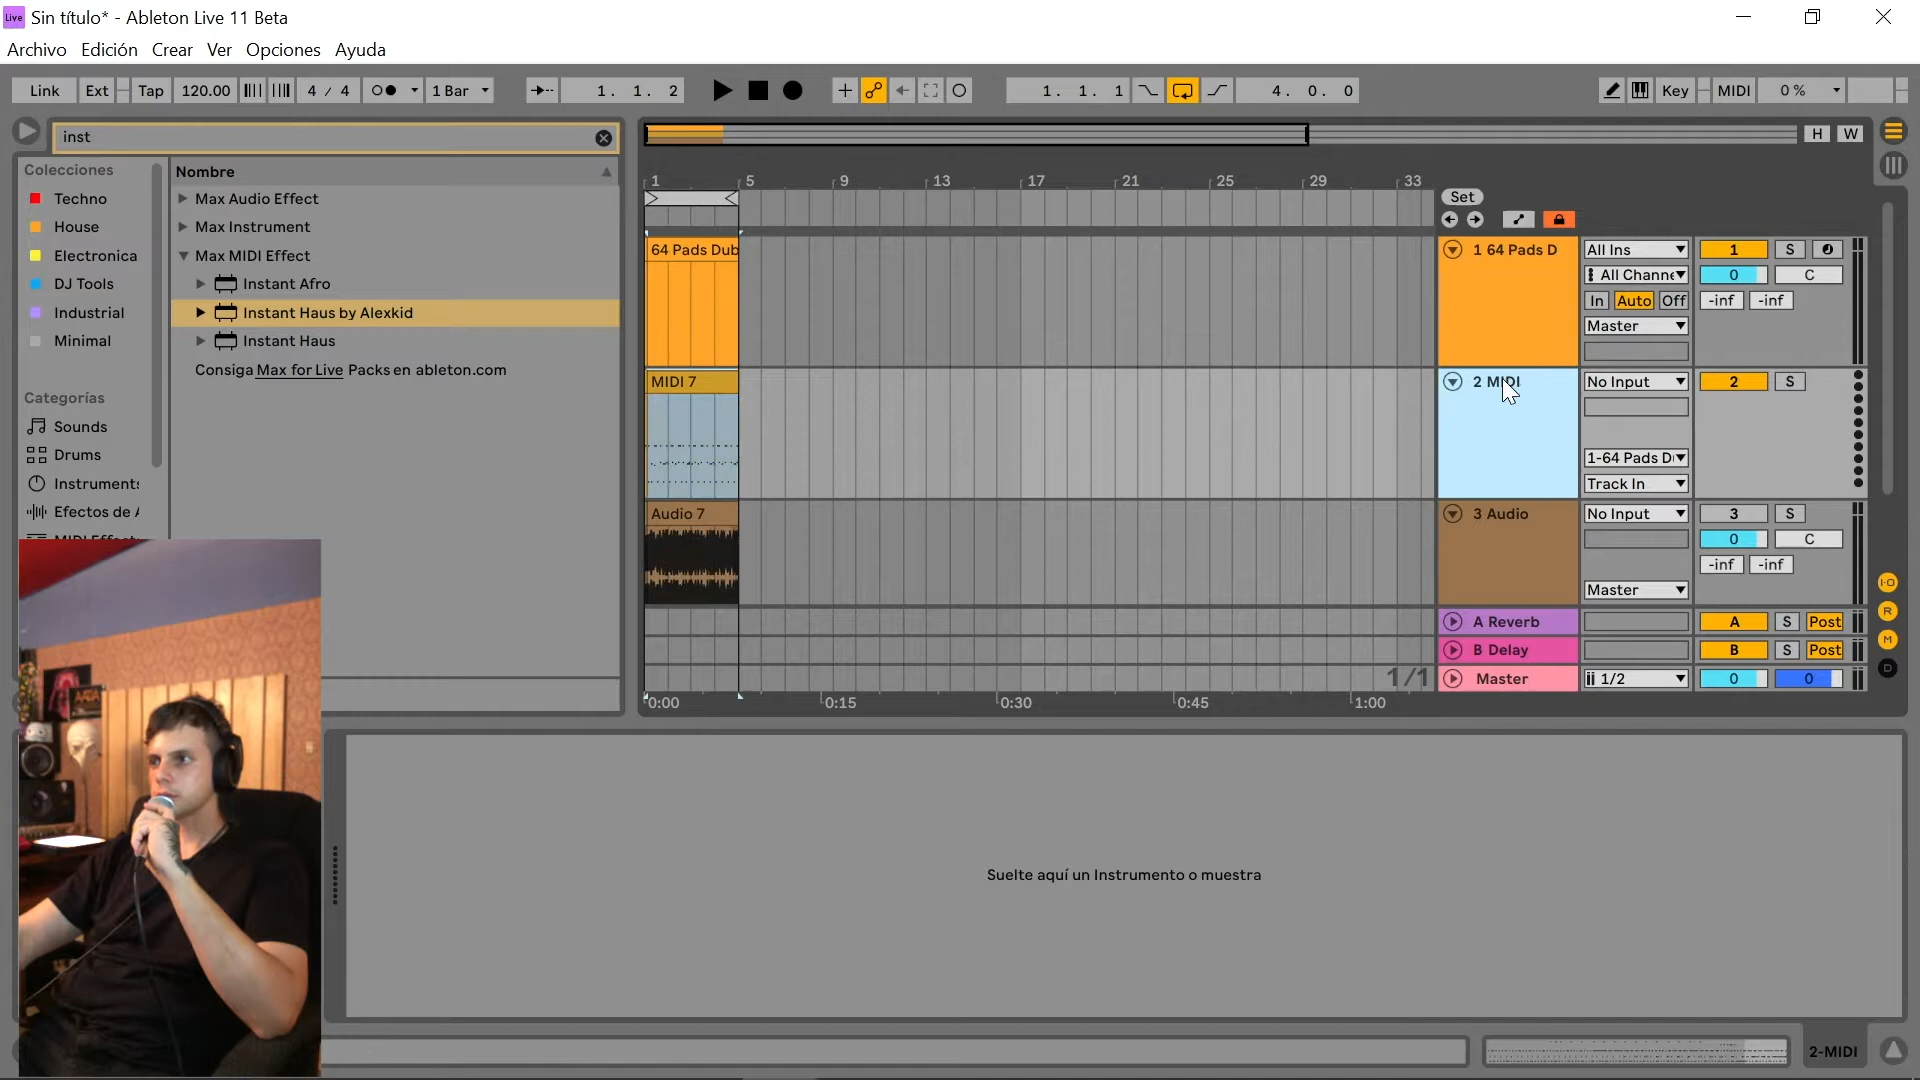 Live Sin título* - Ableton Live 11 Beta
Archivo Edición Crear Ver Opciones Ayuda
Link Ext Tap 120.00 4 / 4 1 Bar 1. 1. 2 1. 1. 1 4. 0. 0 Key MIDI 0 %
inst
H W
Colecciones
Nombre
Techno
House
Electronica
DJ Tools
Industrial
Minimal
Categorías
Sounds
Drums
Instruments
Efectos de A
Max Audio Effect
Max Instrument
Max MIDI Effect
Instant Afro
Instant Haus by Alexkid
Instant Haus
Consiga Max for Live Packs en ableton.com
1 5 9 13 17 21 25 29 33
Set
64 Pads Dub
1 64 Pads D
All Ins
1 S
All Channe
0 C
In Auto Off
-inf -inf
Master
MIDI 7
2 MIDI
No Input
2 S
1-64 Pads D
Track In
Audio 7
3 Audio
No Input
3 S
0 C
-inf -inf
Master
A Reverb
A S Post
B Delay
B S Post
1/1
Master
1/2
0 0
0:00 0:15 0:30 0:45 1:00
I·O
R
M
D
Suelte aquí un Instrumento o muestra
2-MIDI